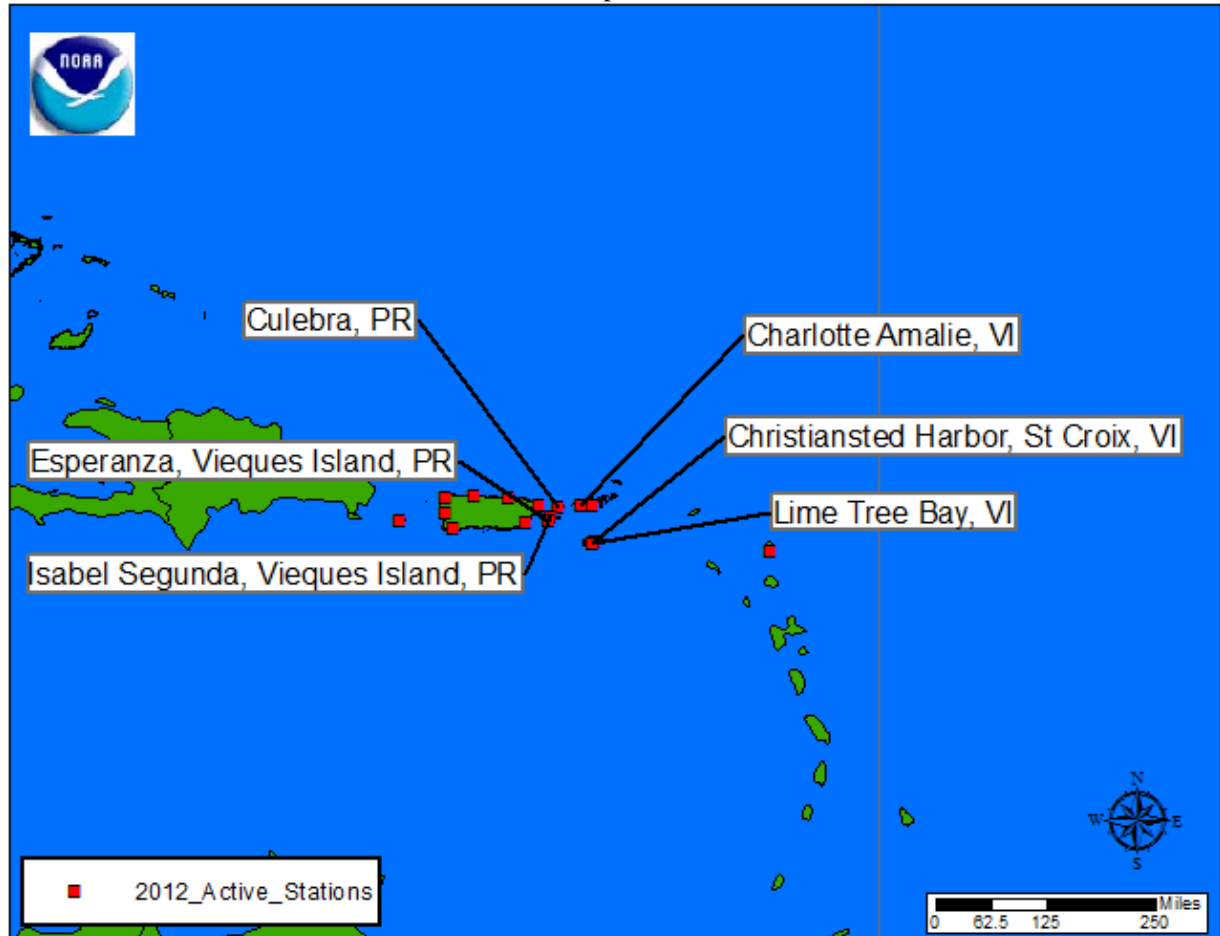 NOAA
Culebra, PR
Charlotte Amalie, VI
Christiansted Harbor, St Croix, VI
Esperanza, Vieques Island, PR
Lime Tree Bay, VI
Isabel Segunda, Vieques Island, PR
N
W E
S
2012_Active_Stations
Miles
0 62.5 125 250